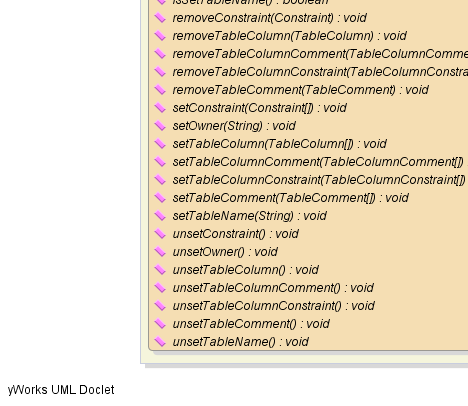 isSetTableName() : boolean
removeConstraint(Constraint) : void
removeTableColumn(TableColumn) : void
removeTableColumnComment(TableColumnComme
removeTableColumnConstraint(TableColumnConstra
removeTableComment(TableComment) : void
setConstraint(Constraint[]) : void
setOwner(String) : void
setTableColumn(TableColumn[]) : void
setTableColumnComment(TableColumnComment[])
setTableColumnConstraint(TableColumnConstraint[])
setTableComment(TableComment[]) : void
setTableName(String) : void
unsetConstraint() : void
unsetOwner() : void
unsetTableColumn() : void
unsetTableColumnComment() : void
unsetTableColumnConstraint() : void
unsetTableComment() : void
unsetTableName() : void
yWorks UML Doclet